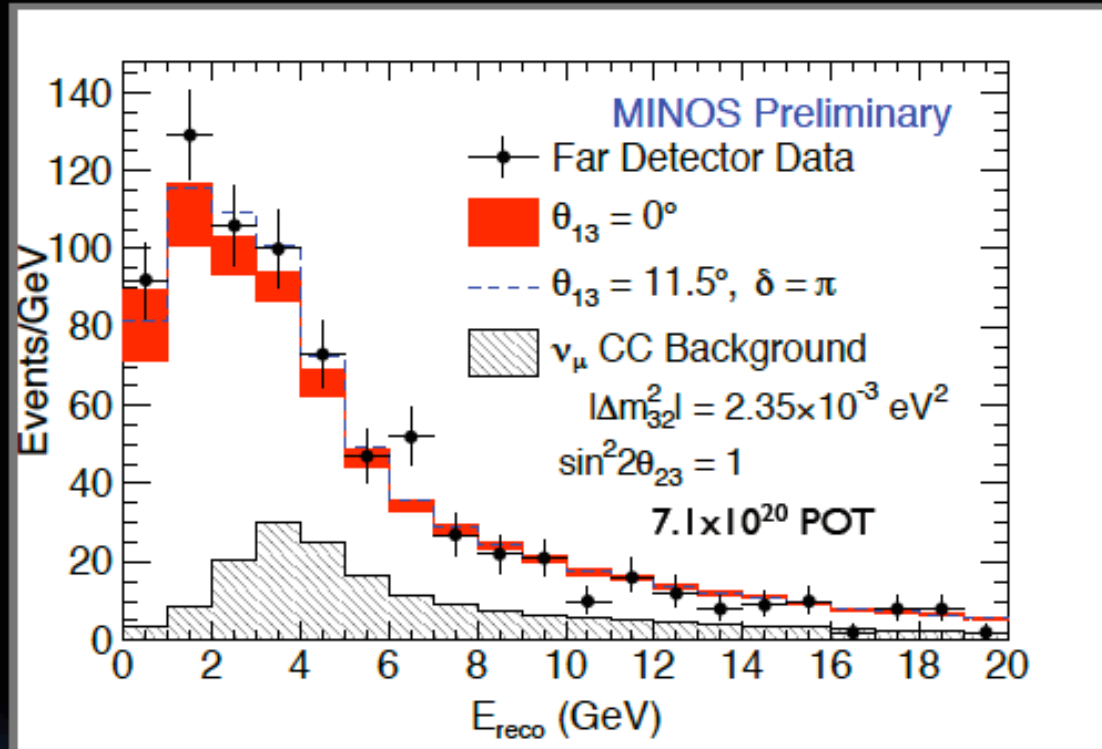 Events/GeV
140
120
100
80
60
40
20
0
MINOS Preliminary
Far Detector Data
θ₁₃ = 0°
θ₁₃ = 11.5°, δ = π
ν_μ CC Background
|Δm²₃₂| = 2.35×10⁻³ eV²
sin²2θ₂₃ = 1
7.1x10²⁰ POT
0 2 4 6 8 10 12 14 16 18 20
E_reco (GeV)